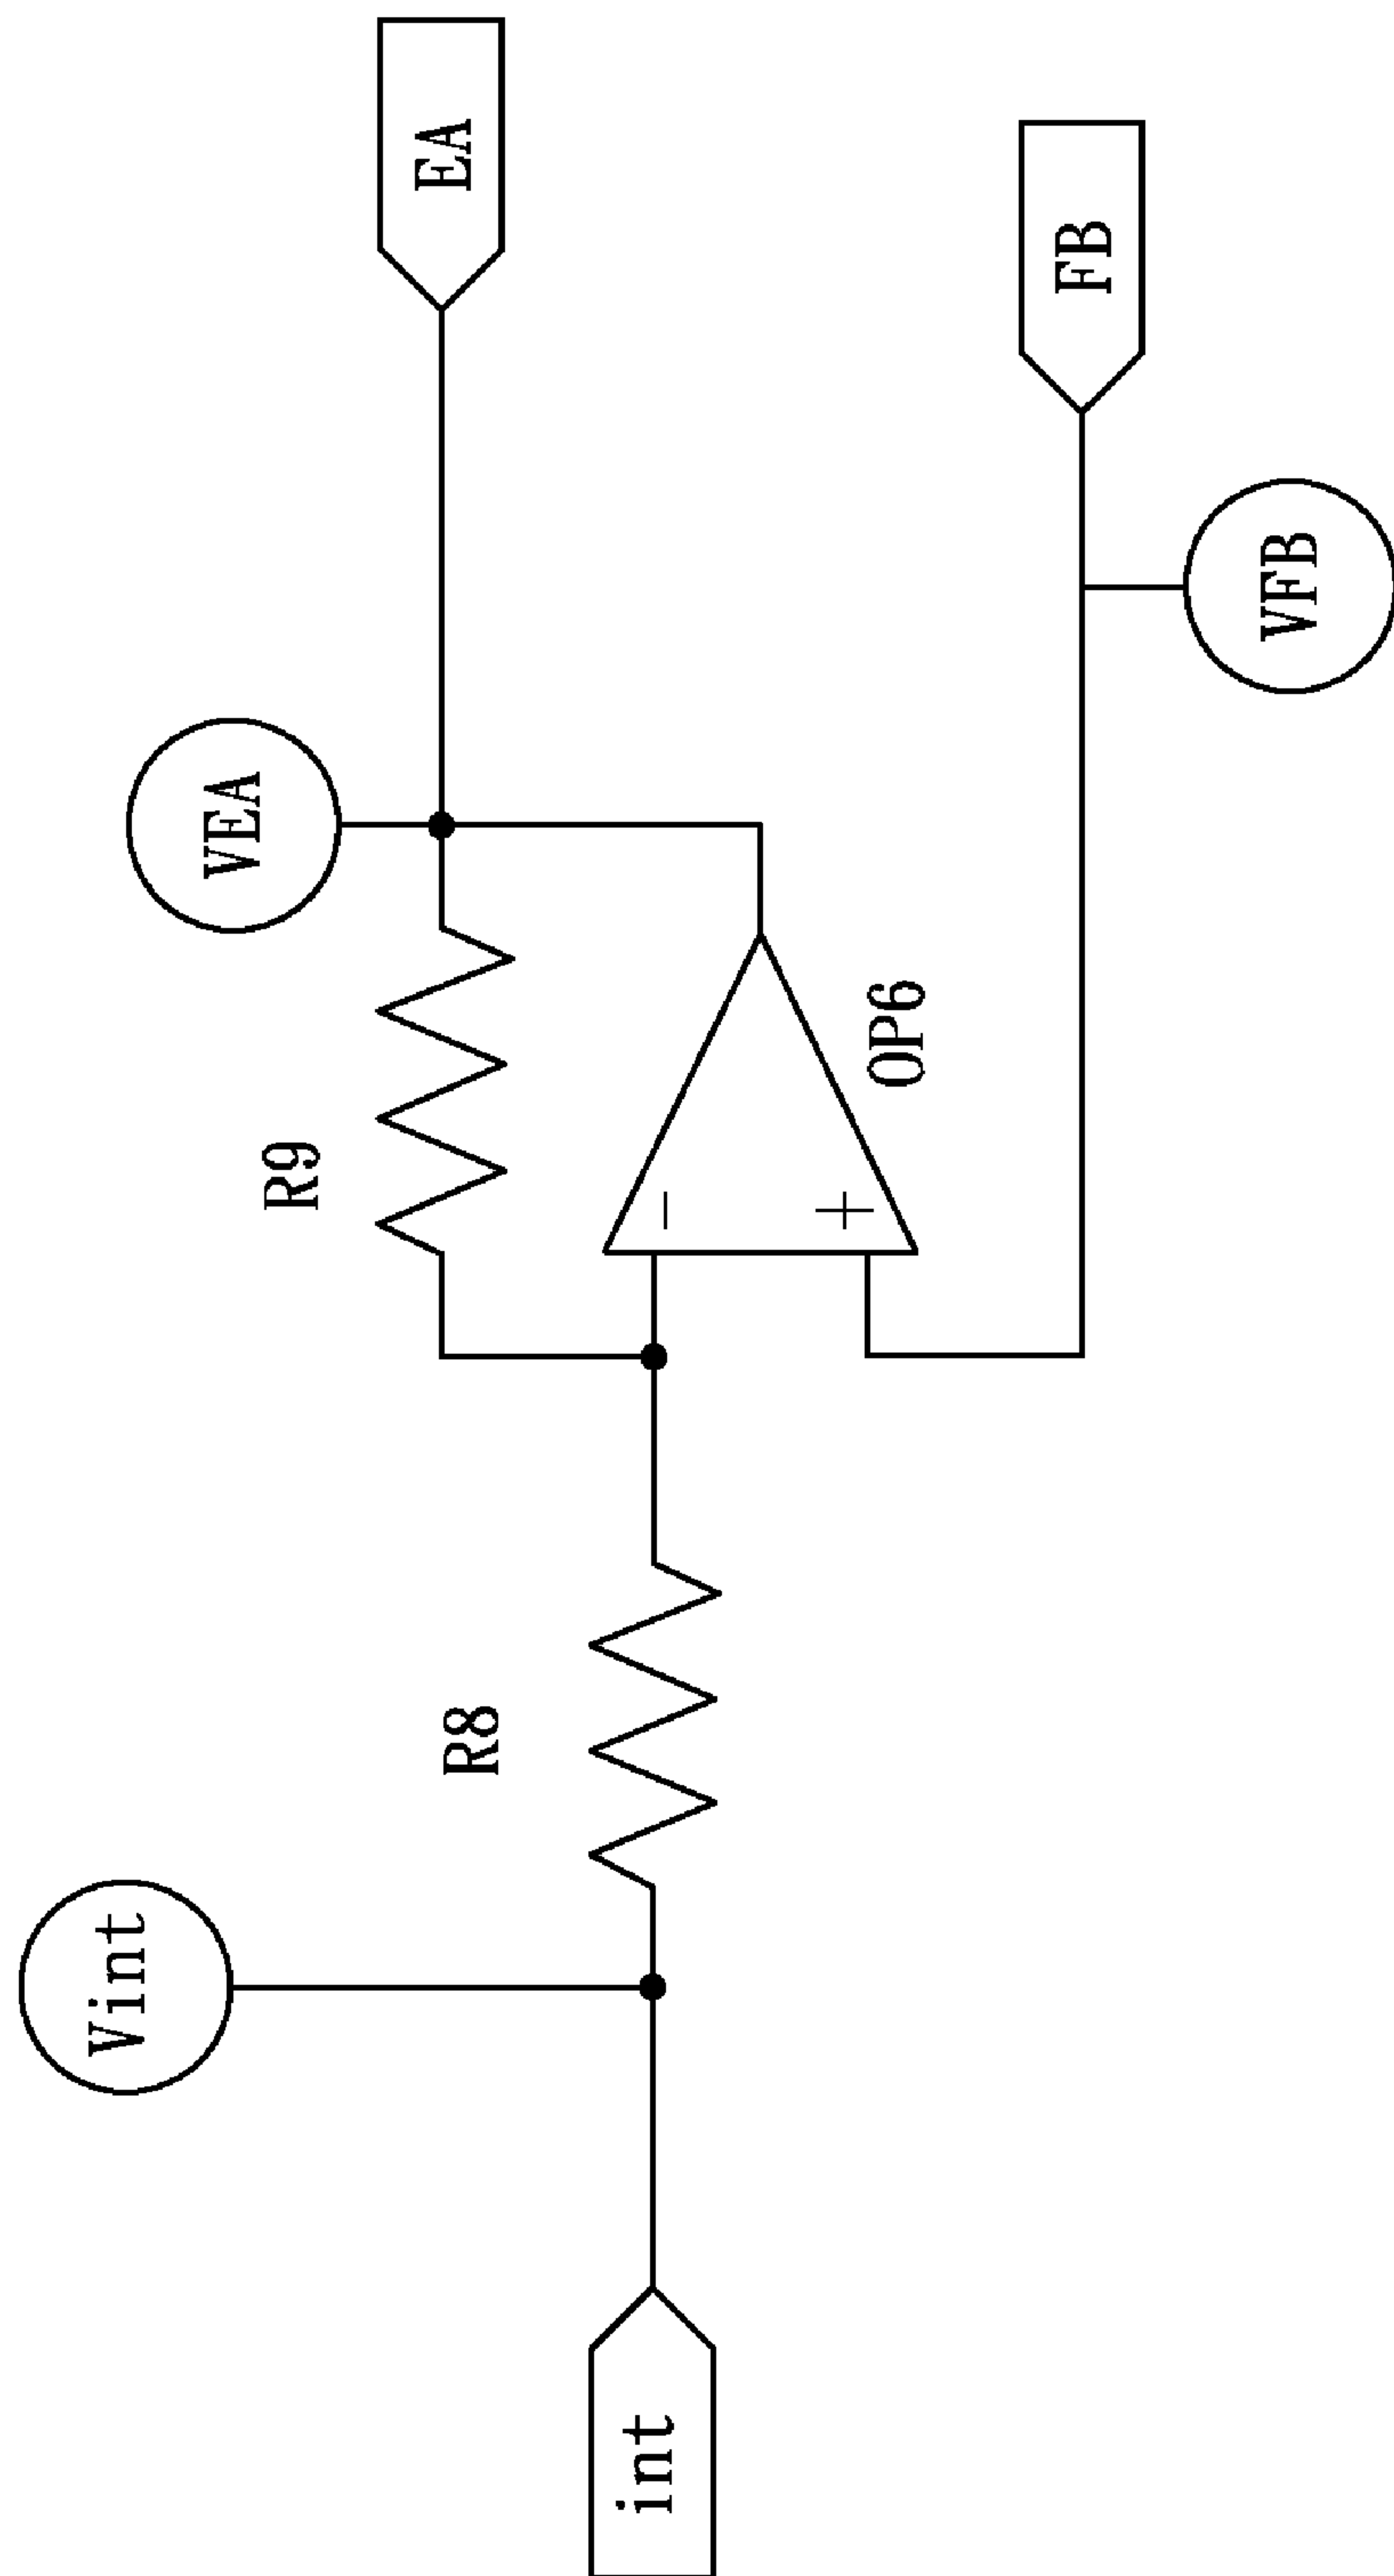 Vint
VEA
R9
EA
R8
int
-
+
OP6
FB
VFB